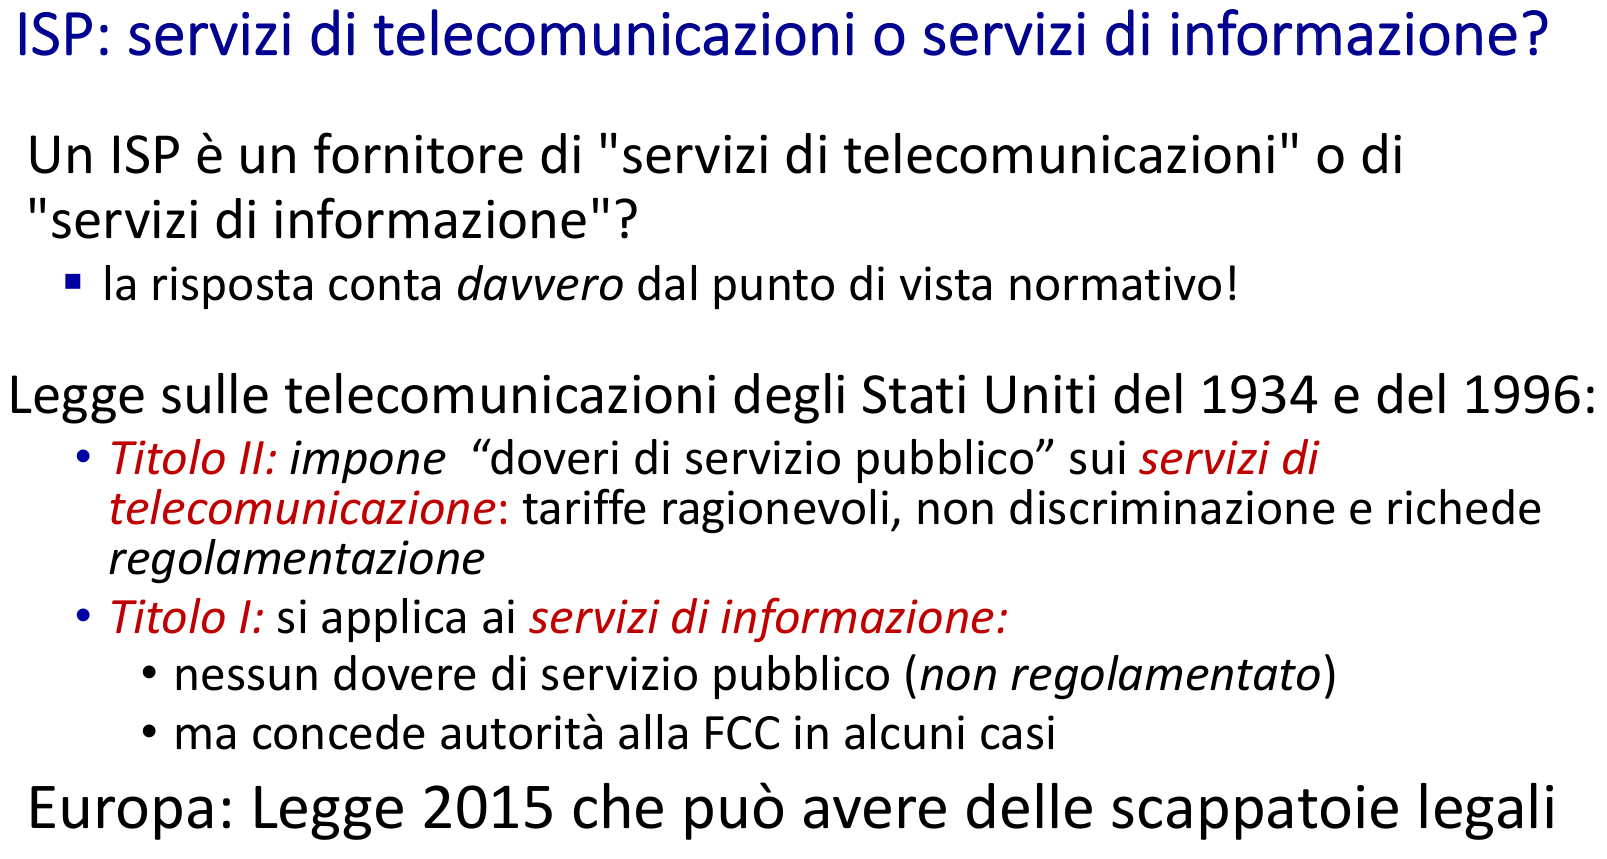 ISP: servizi di telecomunicazioni o servizi di informazione?
Un ISP è un fornitore di "servizi di telecomunicazioni" o di
"servizi di informazione"?
▪ la risposta conta davvero dal punto di vista normativo!
Legge sulle telecomunicazioni degli Stati Uniti del 1934 e del 1996:
• Titolo II: impone “doveri di servizio pubblico” sui servizi di
telecomunicazione: tariffe ragionevoli, non discriminazione e richede
regolamentazione
• Titolo I: si applica ai servizi di informazione:
• nessun dovere di servizio pubblico (non regolamentato)
• ma concede autorità alla FCC in alcuni casi
Europa: Legge 2015 che può avere delle scappatoie legali